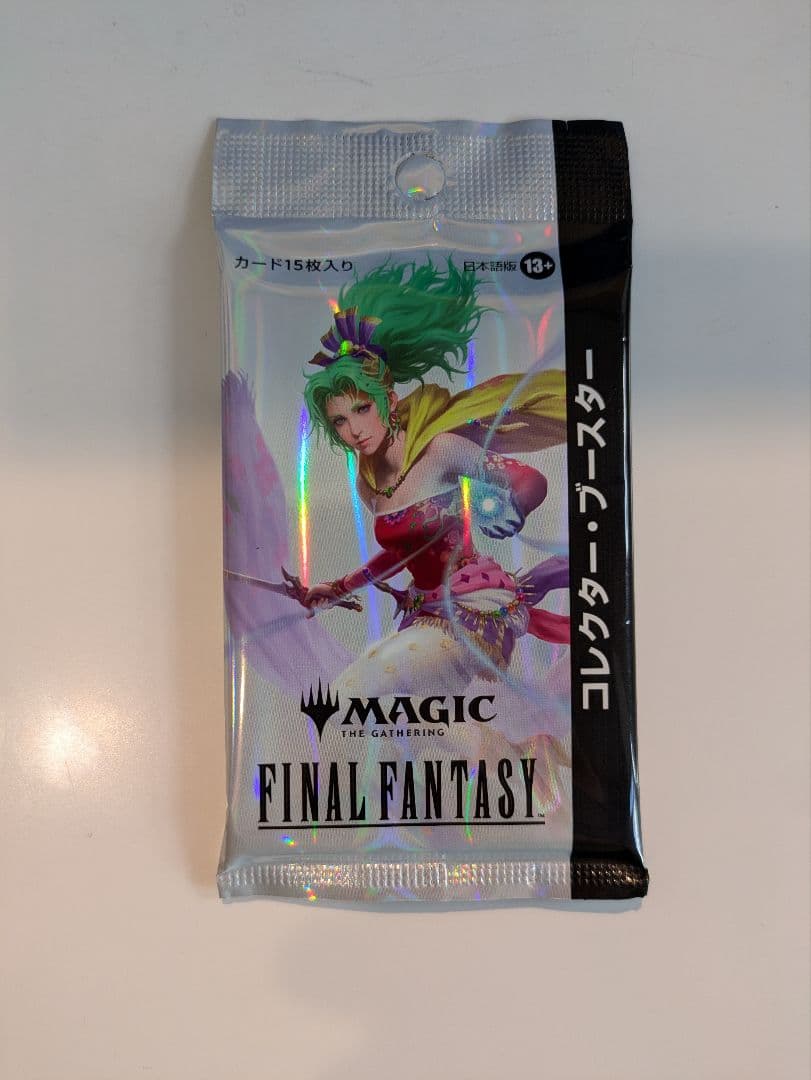 カード15枚入り
日本語版 13+
コレクター・ブースター
MAGIC
THE GATHERING
FINAL FANTASY